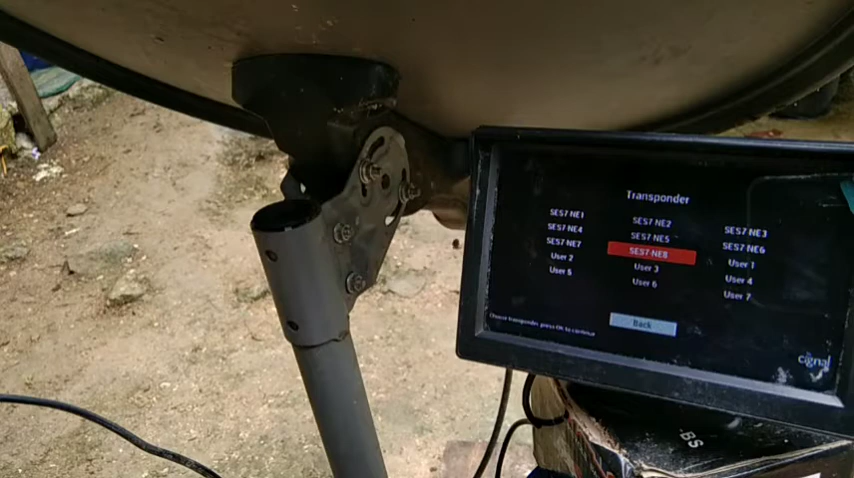 Transponder
SES7 NE1 SES7 NE2 SES7 NE3
SES7 NE4 SES7 NE5 SES7 NE6
SES7 NE7 SES7 NE8 User 1
User 2 User 3 User 4
User 5 User 6 User 7
Back
Choose transponder, press OK to continue
cignal
BS